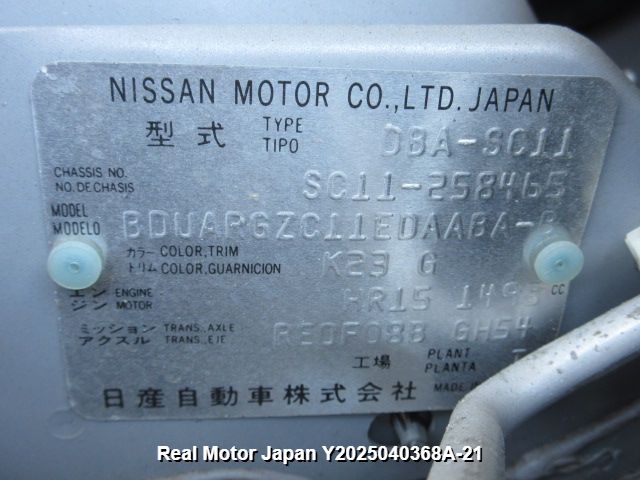 NISSAN MOTOR CO.,LTD. JAPAN
型式 TYPE TIPO DBA-SC11
CHASSIS NO. NO. DE CHASIS SC11-258465
MODEL MODELO BDUARGZC11EDAABA-
カラー COLOR,TRIM
トリム COLOR,GUARNICION K23 G
エン ENGINE
ジン MOTOR HR15 1498 CC
ミッション TRANS.,AXLE
アクスル TRANS.,EJE RE0F08B GH54
工場 PLANT PLANTA
日産自動車株式会社 MADE IN
Real Motor Japan Y2025040368A-21